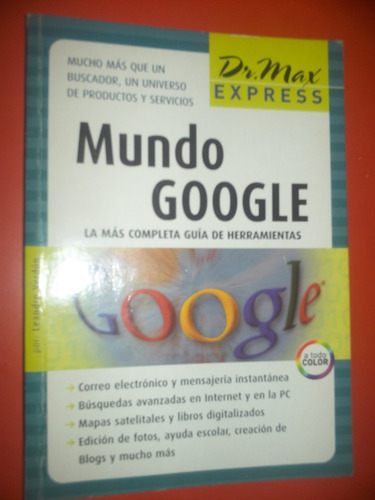 MUCHO MÁS QUE UN
BUSCADOR, UN UNIVERSO
DE PRODUCTOS Y SERVICIOS
Dr. Max
EXPRESS
Mundo
GOOGLE
LA MÁS COMPLETA GUÍA DE HERRAMIENTAS
por: Leandro
Google
a todo
COLOR
Correo electrónico y mensajería instantánea
Búsquedas avanzadas en Internet y en la PC
Mapas satelitales y libros digitalizados
Edición de fotos, ayuda escolar, creación de
Blogs y mucho más